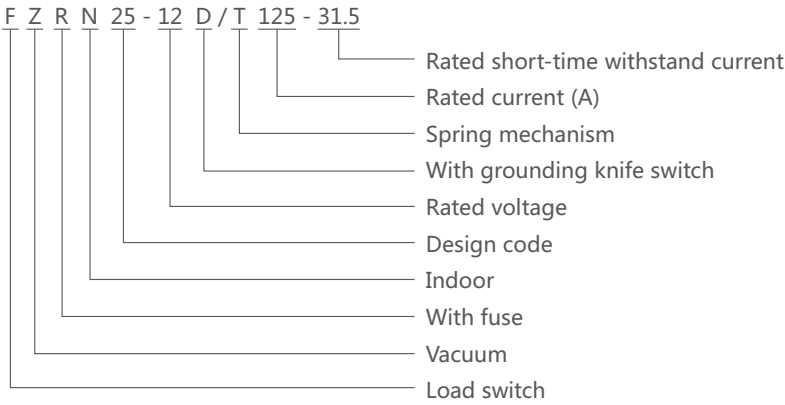 F Z R N 25 - 12 D / T 125 - 31.5
Rated short-time withstand current
Rated current (A)
Spring mechanism
With grounding knife switch
Rated voltage
Design code
Indoor
With fuse
Vacuum
Load switch